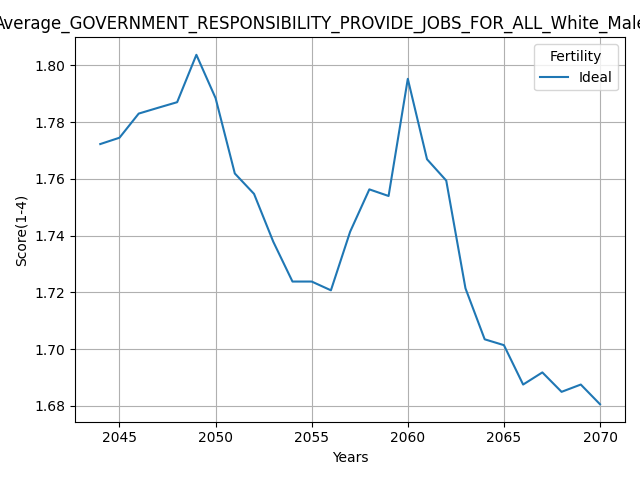 Average_GOVERNMENT_RESPONSIBILITY_PROVIDE_JOBS_FOR_ALL_White_Male
Fertility
Ideal
1.80
1.78
1.76
1.74
1.72
1.70
1.68
Score(1-4)
2045 2050 2055 2060 2065 2070
Years